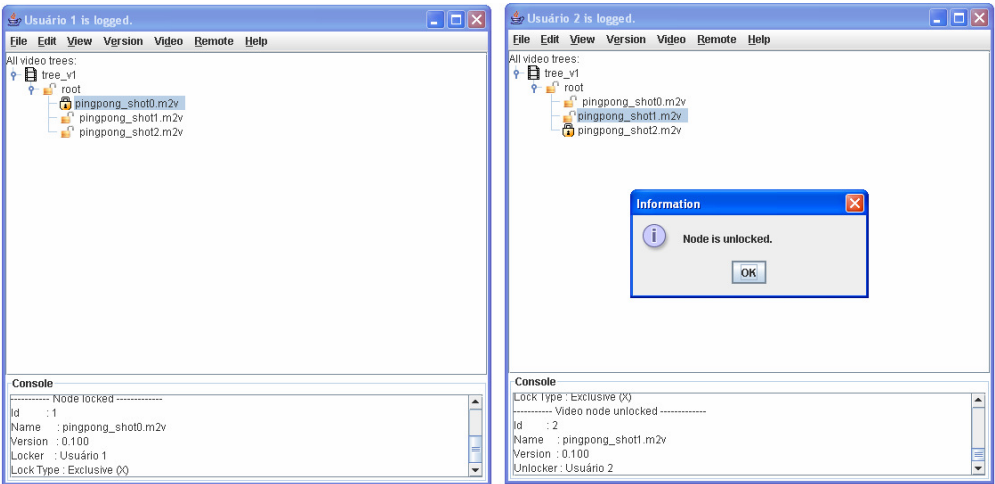 Usuário 1 is logged.
File Edit View Version Video Remote Help
All video trees:
tree_v1
root
pingpong_shot0.m2v
pingpong_shot1.m2v
pingpong_shot2.m2v
Console
----------- Node locked -------------
Id : 1
Name : pingpong_shot0.m2v
Version : 0.100
Locker : Usuário 1
Lock Type : Exclusive (X)
Usuário 2 is logged.
File Edit View Version Video Remote Help
All video trees:
tree_v1
root
pingpong_shot0.m2v
pingpong_shot1.m2v
pingpong_shot2.m2v
Information
i
Node is unlocked.
OK
Console
Lock Type : Exclusive (X)
----------- Video node unlocked -------------
Id : 2
Name : pingpong_shot1.m2v
Version : 0.100
Unlocker : Usuário 2